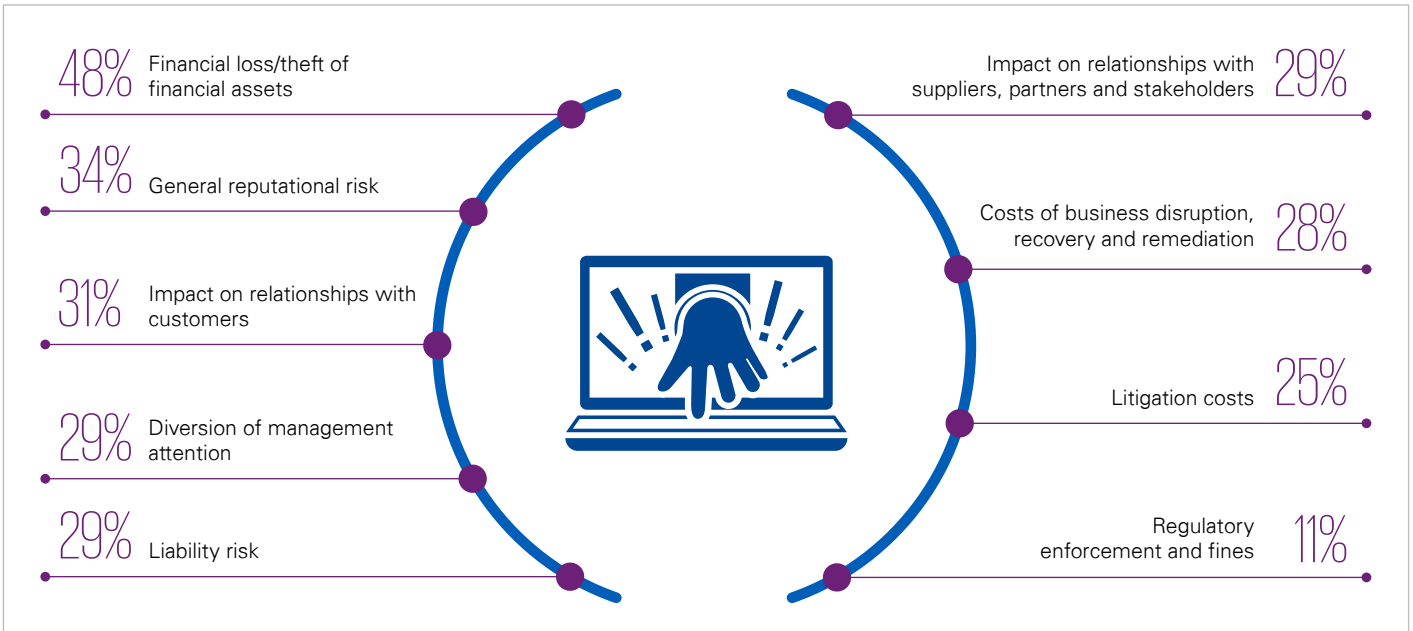 48%
Financial loss/theft of
financial assets
34%
General reputational risk
31%
Impact on relationships with
customers
29%
Diversion of management
attention
29%
Liability risk
Impact on relationships with
suppliers, partners and stakeholders
29%
Costs of business disruption,
recovery and remediation
28%
Litigation costs
25%
Regulatory
enforcement and fines
11%